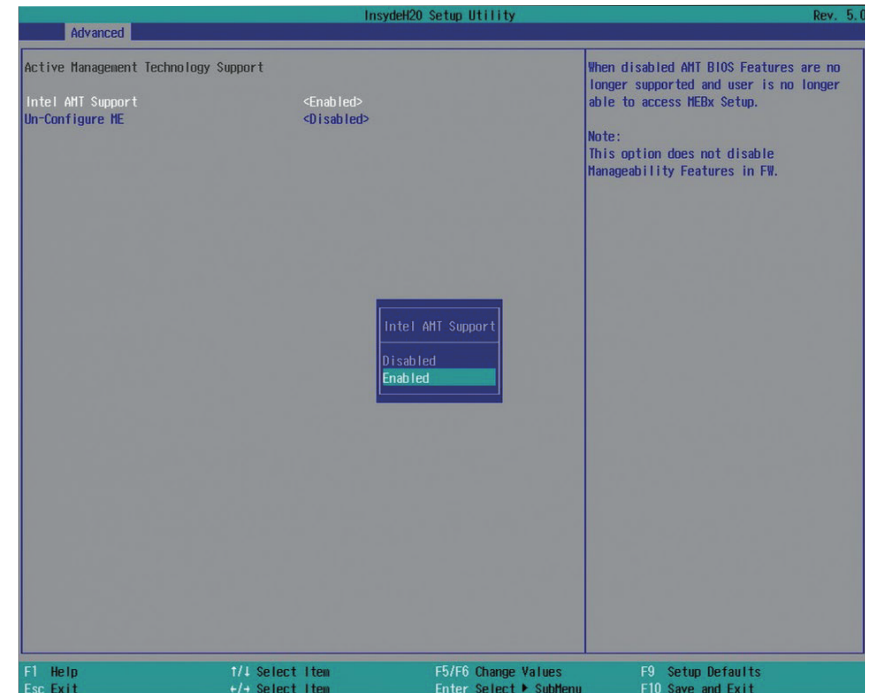 InsydeH20 Setup Utility Rev. 5.0
Advanced
Active Management Technology Support
Intel AMT Support <Enabled>
Un-Configure ME <Disabled>
When disabled AMT BIOS Features are no
longer supported and user is no longer
able to access MEBx Setup.
Note:
This option does not disable
Manageability Features in FW.
Intel AMT Support
Disabled
Enabled
F1 Help ↑/↓ Select Item F5/F6 Change Values F9 Setup Defaults
Esc Exit ←/→ Select Item Enter Select ▶ SubMenu F10 Save and Exit